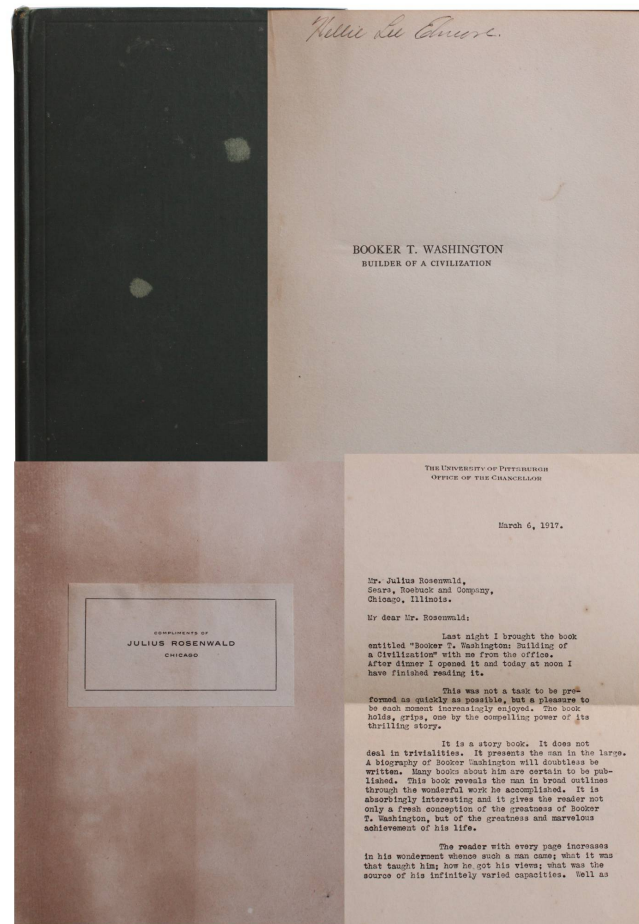 Nellie Lee Elmore.
BOOKER T. WASHINGTON
BUILDER OF A CIVILIZATION
COMPLIMENTS OF
JULIUS ROSENWALD
CHICAGO
THE UNIVERSITY OF PITTSBURGH
OFFICE OF THE CHANCELLOR
March 6, 1917.
Mr. Julius Rosenwald,
Sears, Roebuck and Company,
Chicago, Illinois.
My dear Mr. Rosenwald:
Last night I brought the book
entitled "Booker T. Washington: Building of
a Civilization" with me from the office.
After dinner I opened it and today at noon I
have finished reading it.
This was not a task to be pre-
formed as quickly as possible, but a pleasure to
be each moment increasingly enjoyed. The book
holds, grips, one by the compelling power of its
thrilling story.
It is a story book. It does not
deal in trivialities. It presents the man in the large.
A biography of Booker Washington will doubtless be
written. Many books about him are certain to be pub-
lished. This book reveals the man in broad outlines
through the wonderful work he accomplished. It is
absorbingly interesting and it gives the reader not
only a fresh conception of the greatness of Booker
T. Washington, but of the greatness and marvelous
achievement of his life.
The reader with every page increases
in his wonderment whence such a man came; what it was
that taught him; how he got his views; what was the
source of his infinitely varied capacities. Well as